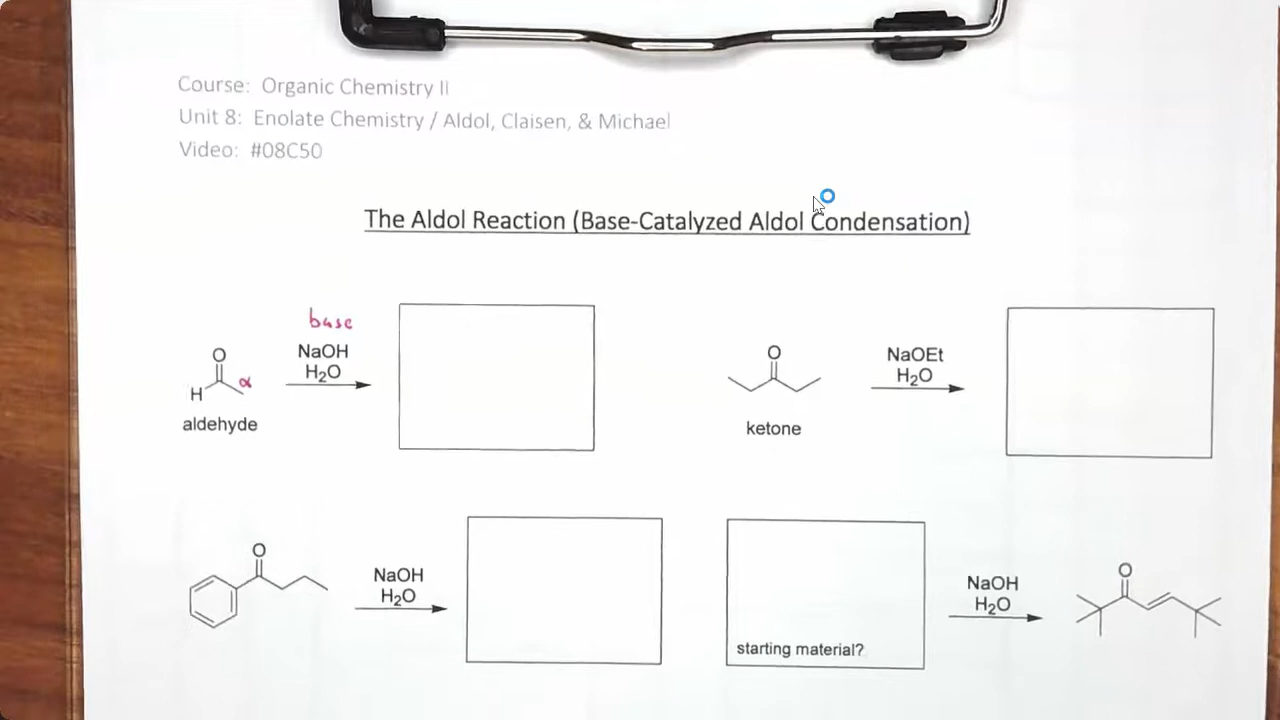 Course: Organic Chemistry II
Unit 8: Enolate Chemistry / Aldol, Claisen, & Michael
Video: #08C50
The Aldol Reaction (Base-Catalyzed Aldol Condensation)
base
NaOH
H₂O
O
H
α
aldehyde
O
ketone
NaOEt
H₂O
O
NaOH
H₂O
starting material?
NaOH
H₂O
O